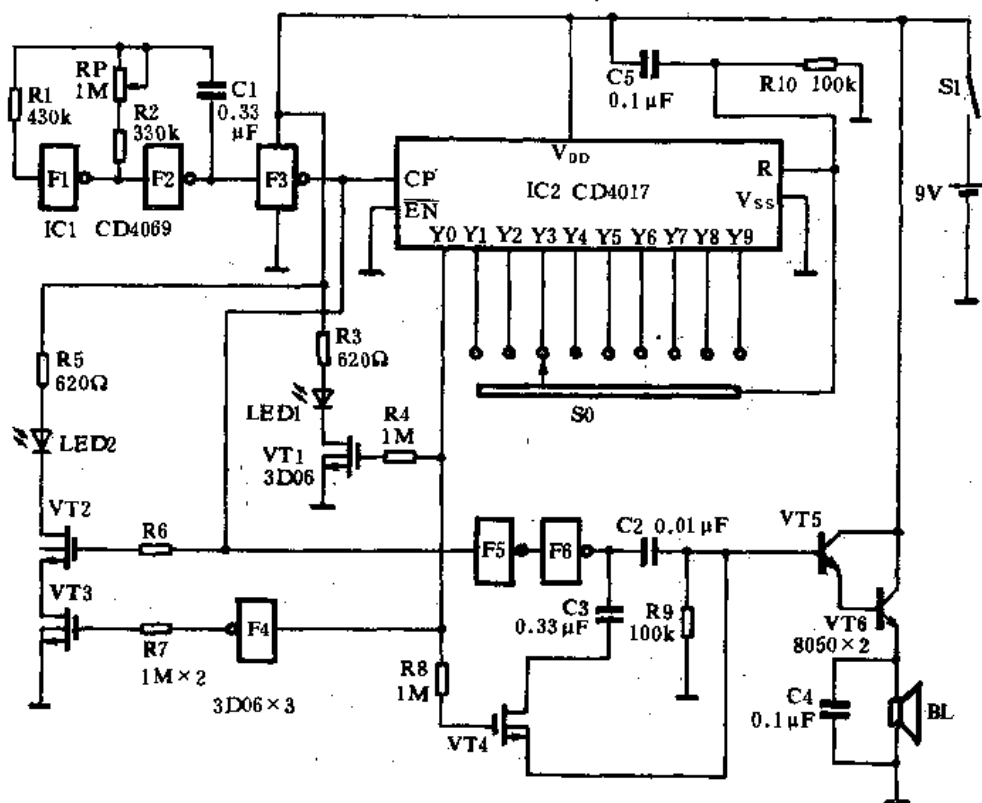 R1
430k
RP
1M
R2
330k
C1
0.33
μF
F1
F2
F3
IC1 CD4069
C5
0.1μF
R10 100k
S1
9V
VDD
CP
IC2 CD4017
R
EN
VSS
Y0 Y1 Y2 Y3 Y4 Y5 Y6 Y7 Y8 Y9
S0
R5
620Ω
LED2
R3
620Ω
LED1
VT1
3D06
R4
1M
VT2
R6
VT3
R7
1M×2
F4
3D06×3
F5
F6
C2 0.01μF
C3
0.33μF
R9
100k
R8
1M
VT4
VT5
VT6
8050×2
C4
0.1μF
BL